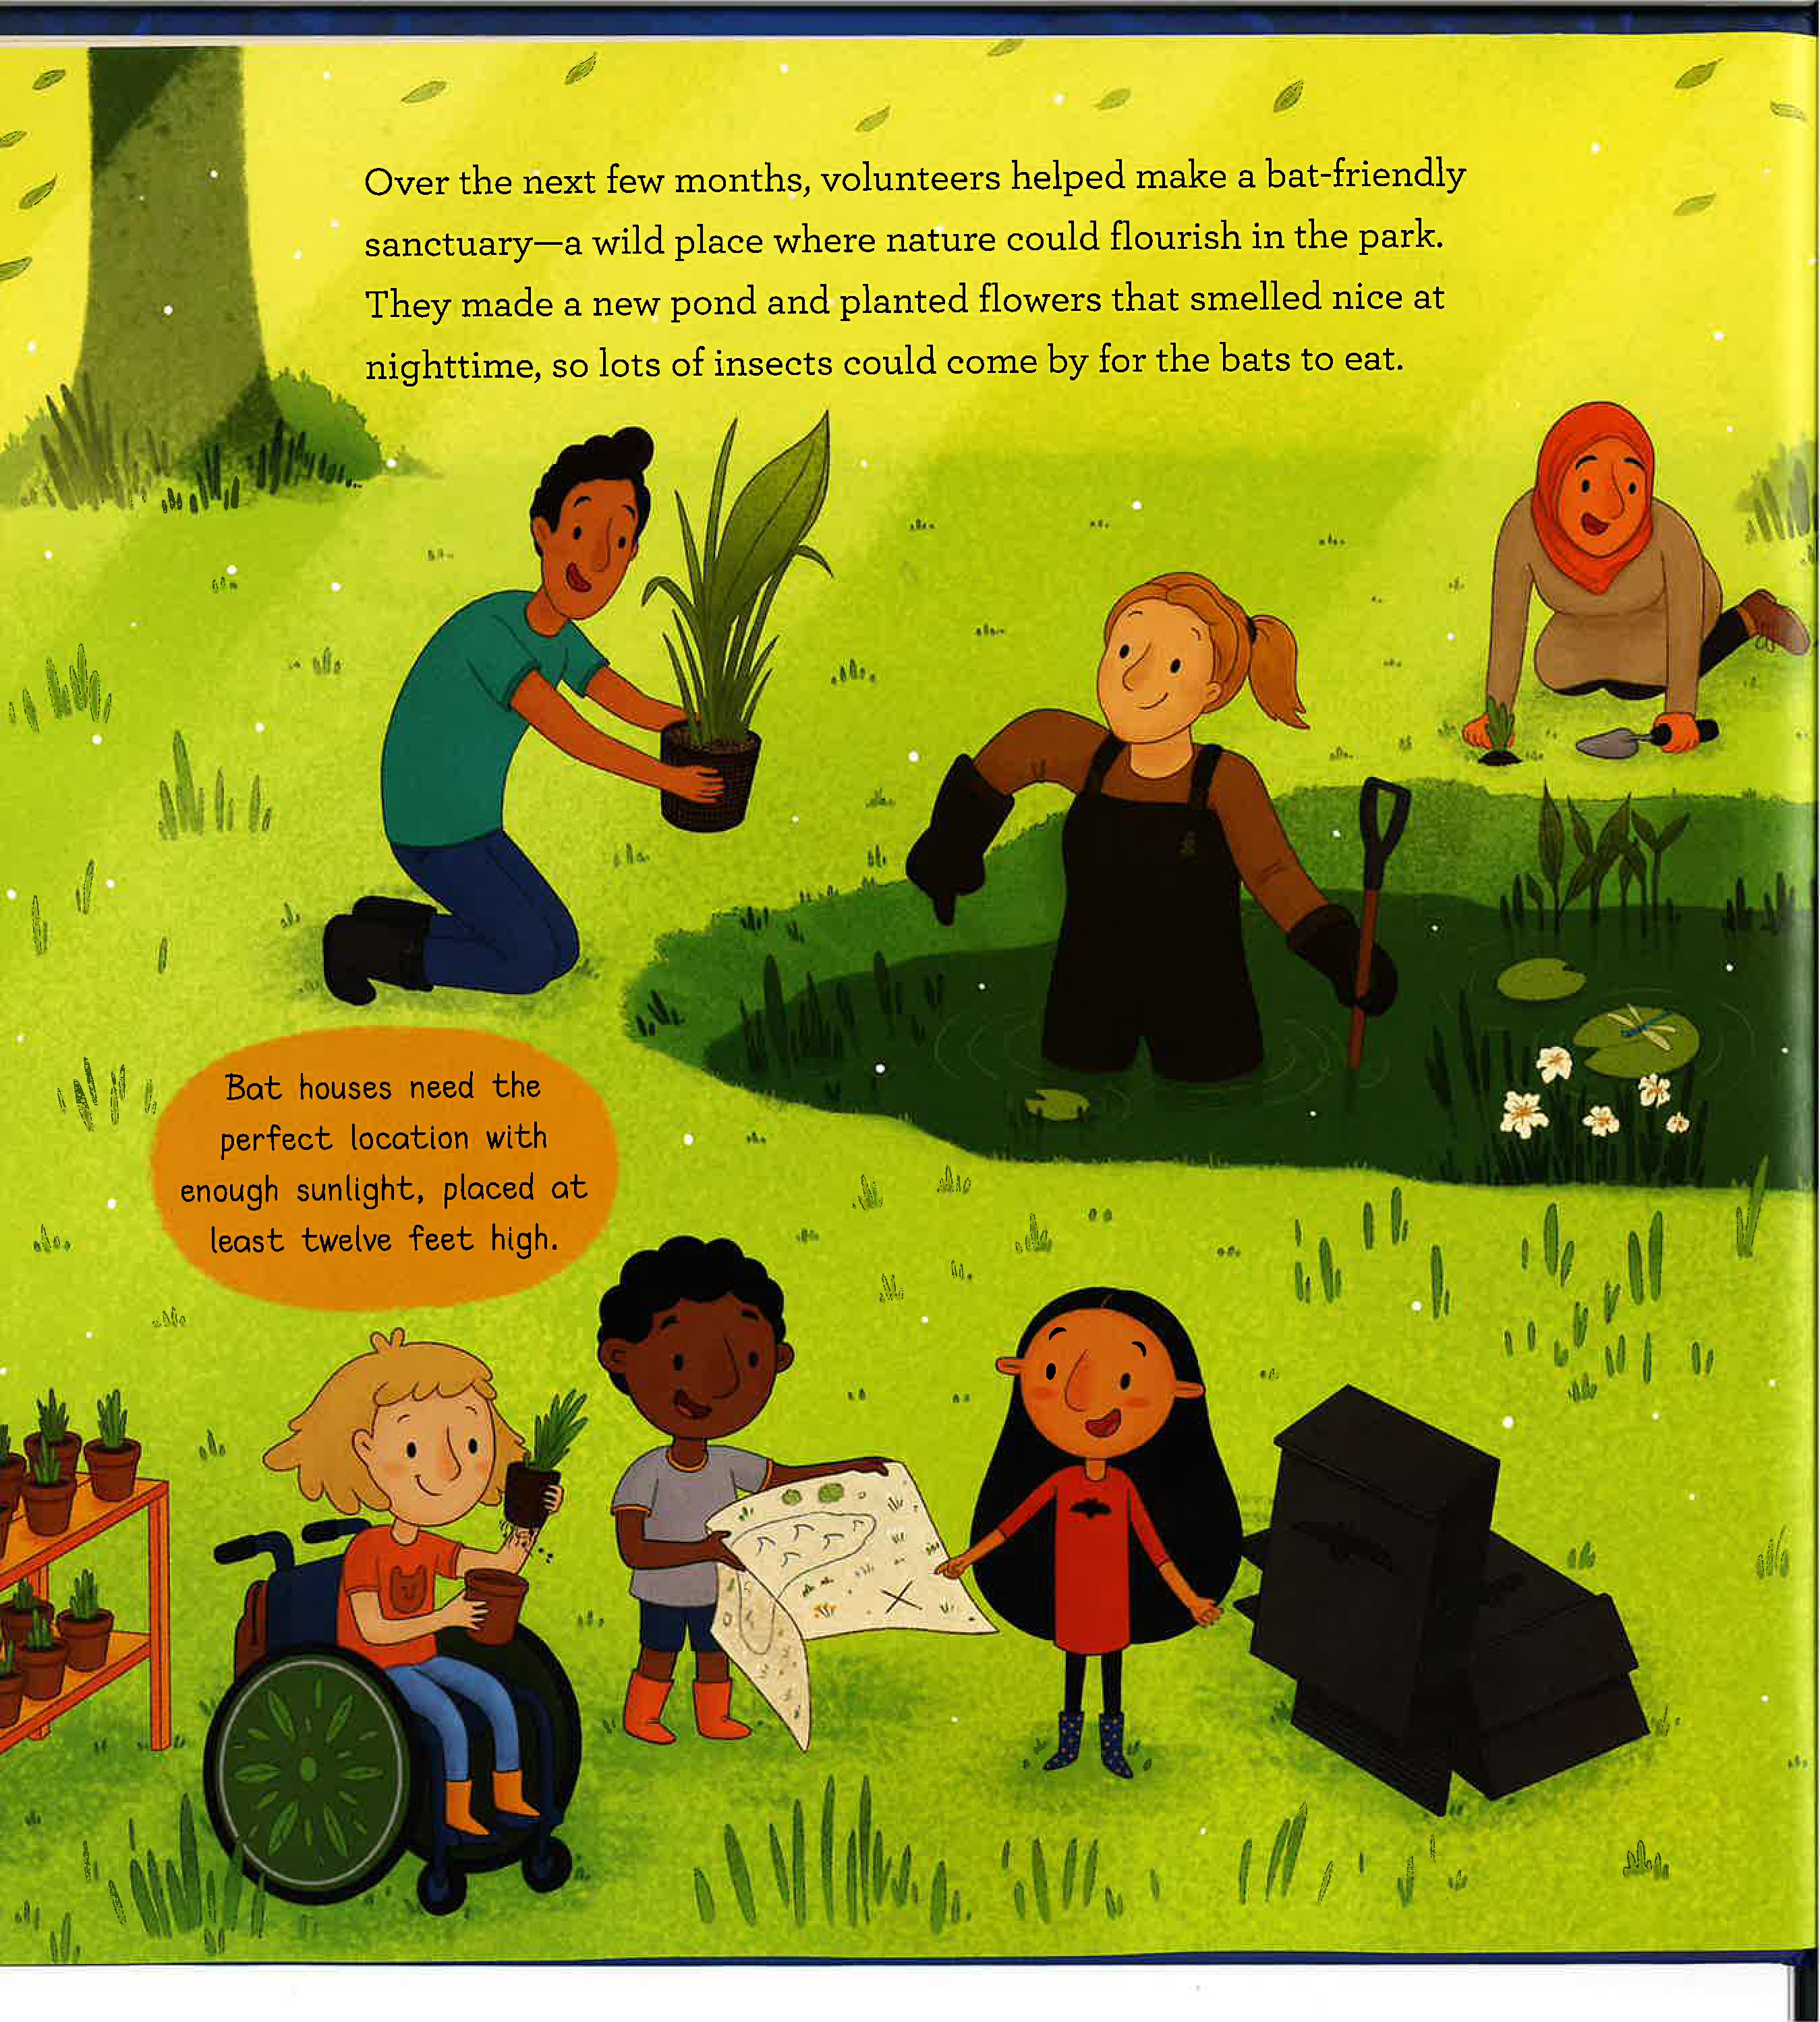 Over the next few months, volunteers helped make a bat-friendly
sanctuary—a wild place where nature could flourish in the park.
They made a new pond and planted flowers that smelled nice at
nighttime, so lots of insects could come by for the bats to eat.
Bat houses need the
perfect location with
enough sunlight, placed at
least twelve feet high.